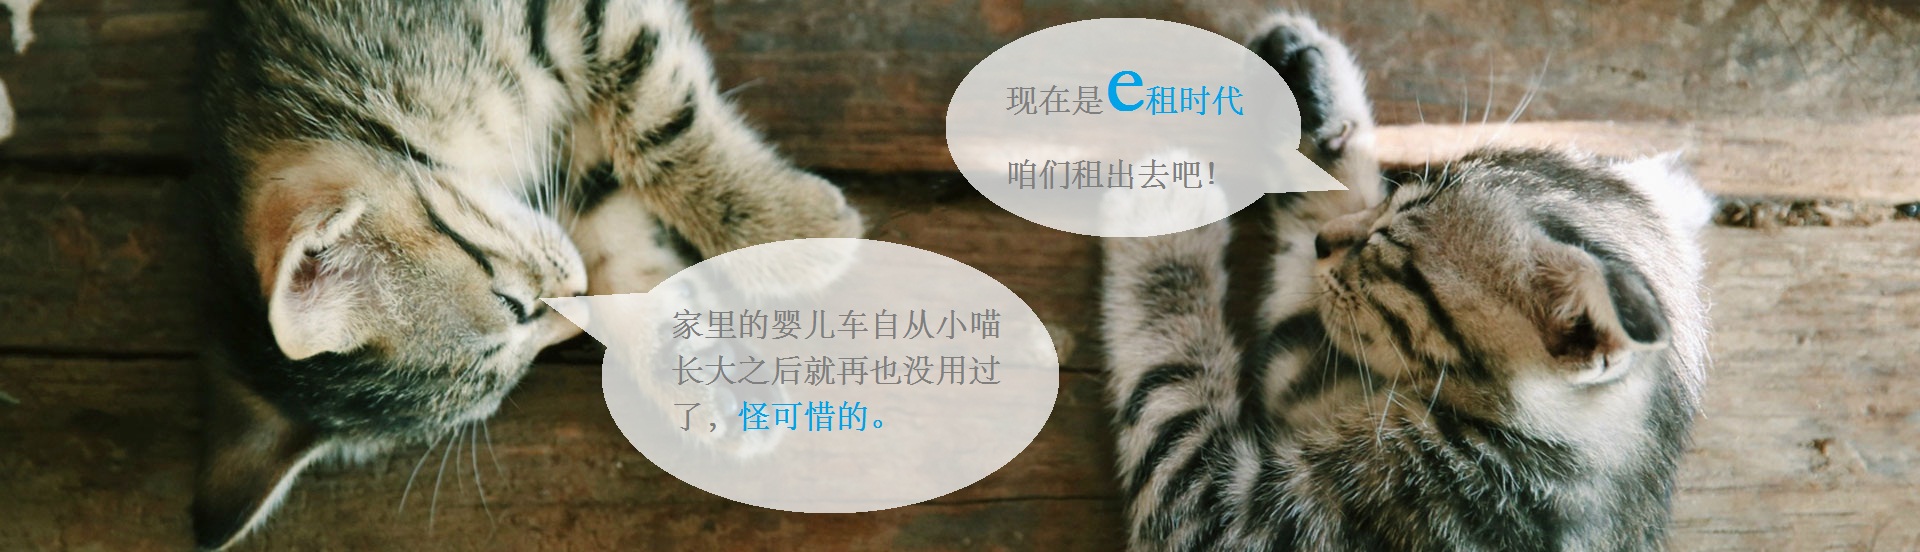 家里的婴儿车自从小喵
长大之后就再也没用过
了，怪可惜的。
现在是e租时代
咱们租出去吧！